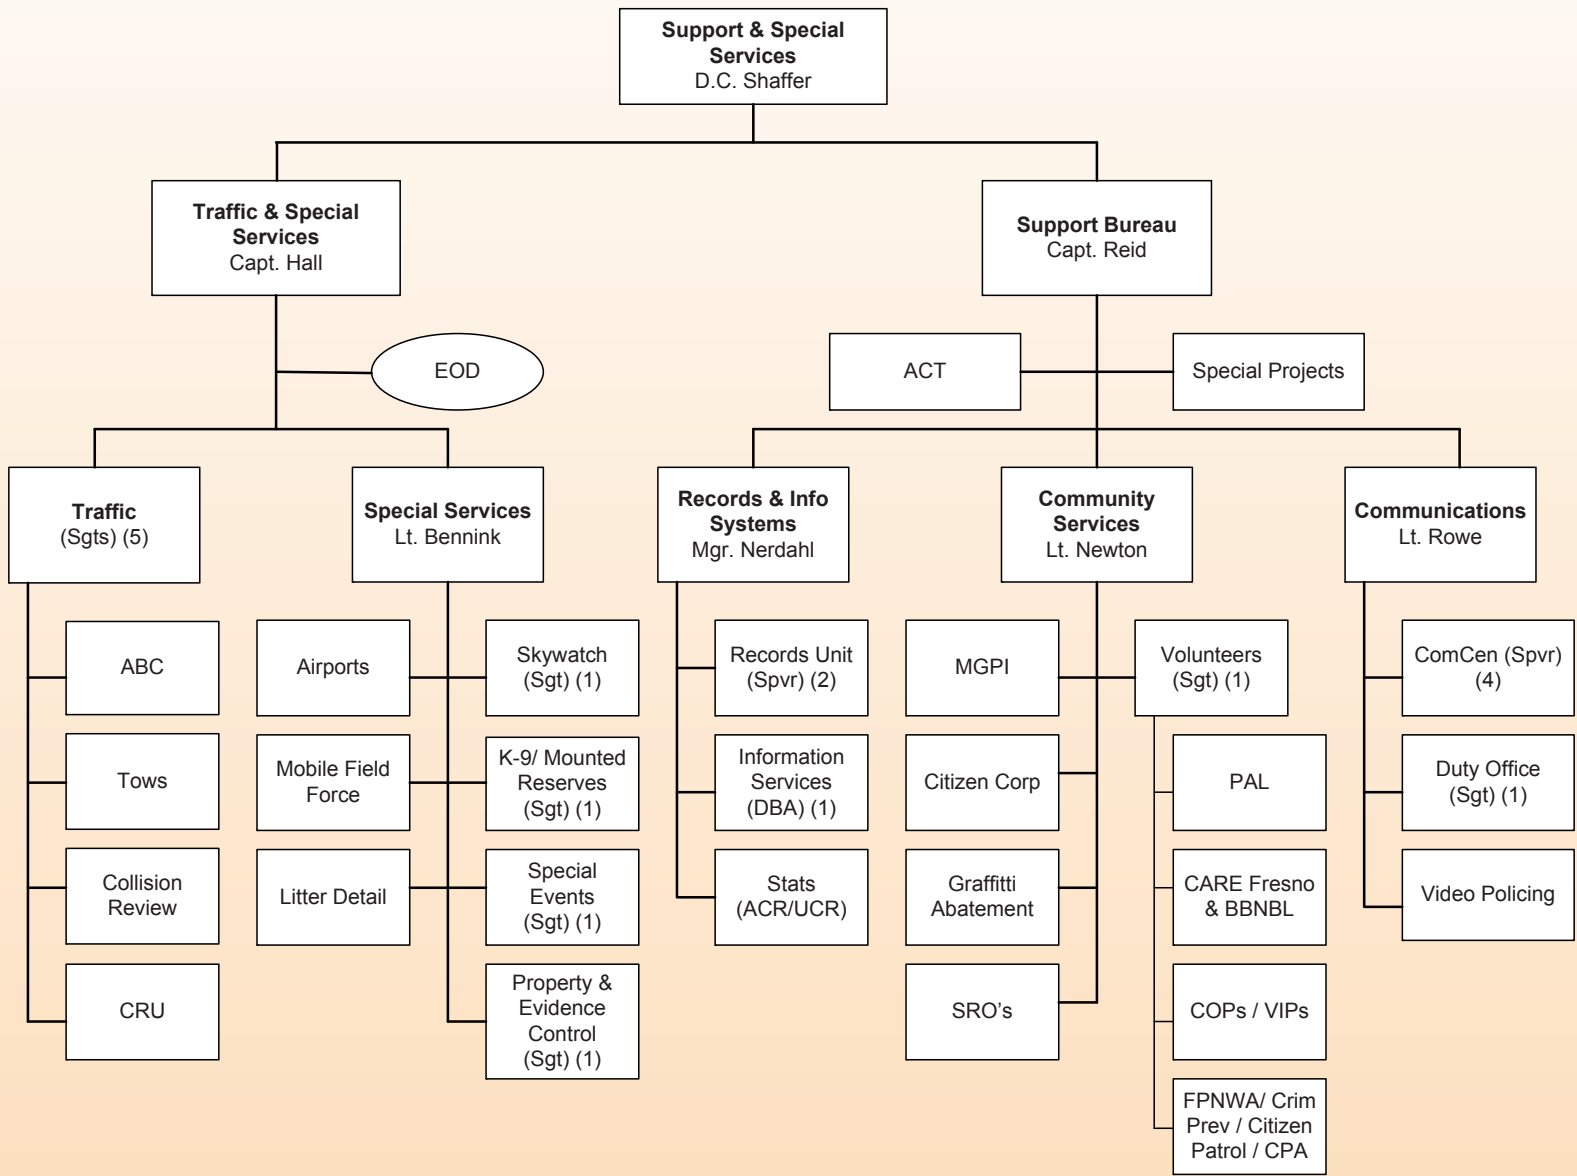 Support & Special
Services
D.C. Shaffer
Traffic & Special
Services
Capt. Hall
Support Bureau
Capt. Reid
EOD
ACT
Special Projects
Traffic
(Sgts) (5)
Special Services
Lt. Bennink
Records & Info
Systems
Mgr. Nerdahl
Community
Services
Lt. Newton
Communications
Lt. Rowe
ABC
Tows
Collision
Review
CRU
Airports
Mobile Field
Force
Litter Detail
Skywatch
(Sgt) (1)
K-9/ Mounted
Reserves
(Sgt) (1)
Special
Events
(Sgt) (1)
Property &
Evidence
Control
(Sgt) (1)
Records Unit
(Spvr) (2)
Information
Services
(DBA) (1)
Stats
(ACR/UCR)
MGPI
Citizen Corp
Graffitti
Abatement
SRO’s
Volunteers
(Sgt) (1)
PAL
CARE Fresno
& BBNBL
COPs / VIPs
FPNWA/ Crim
Prev / Citizen
Patrol / CPA
ComCen (Spvr)
(4)
Duty Office
(Sgt) (1)
Video Policing